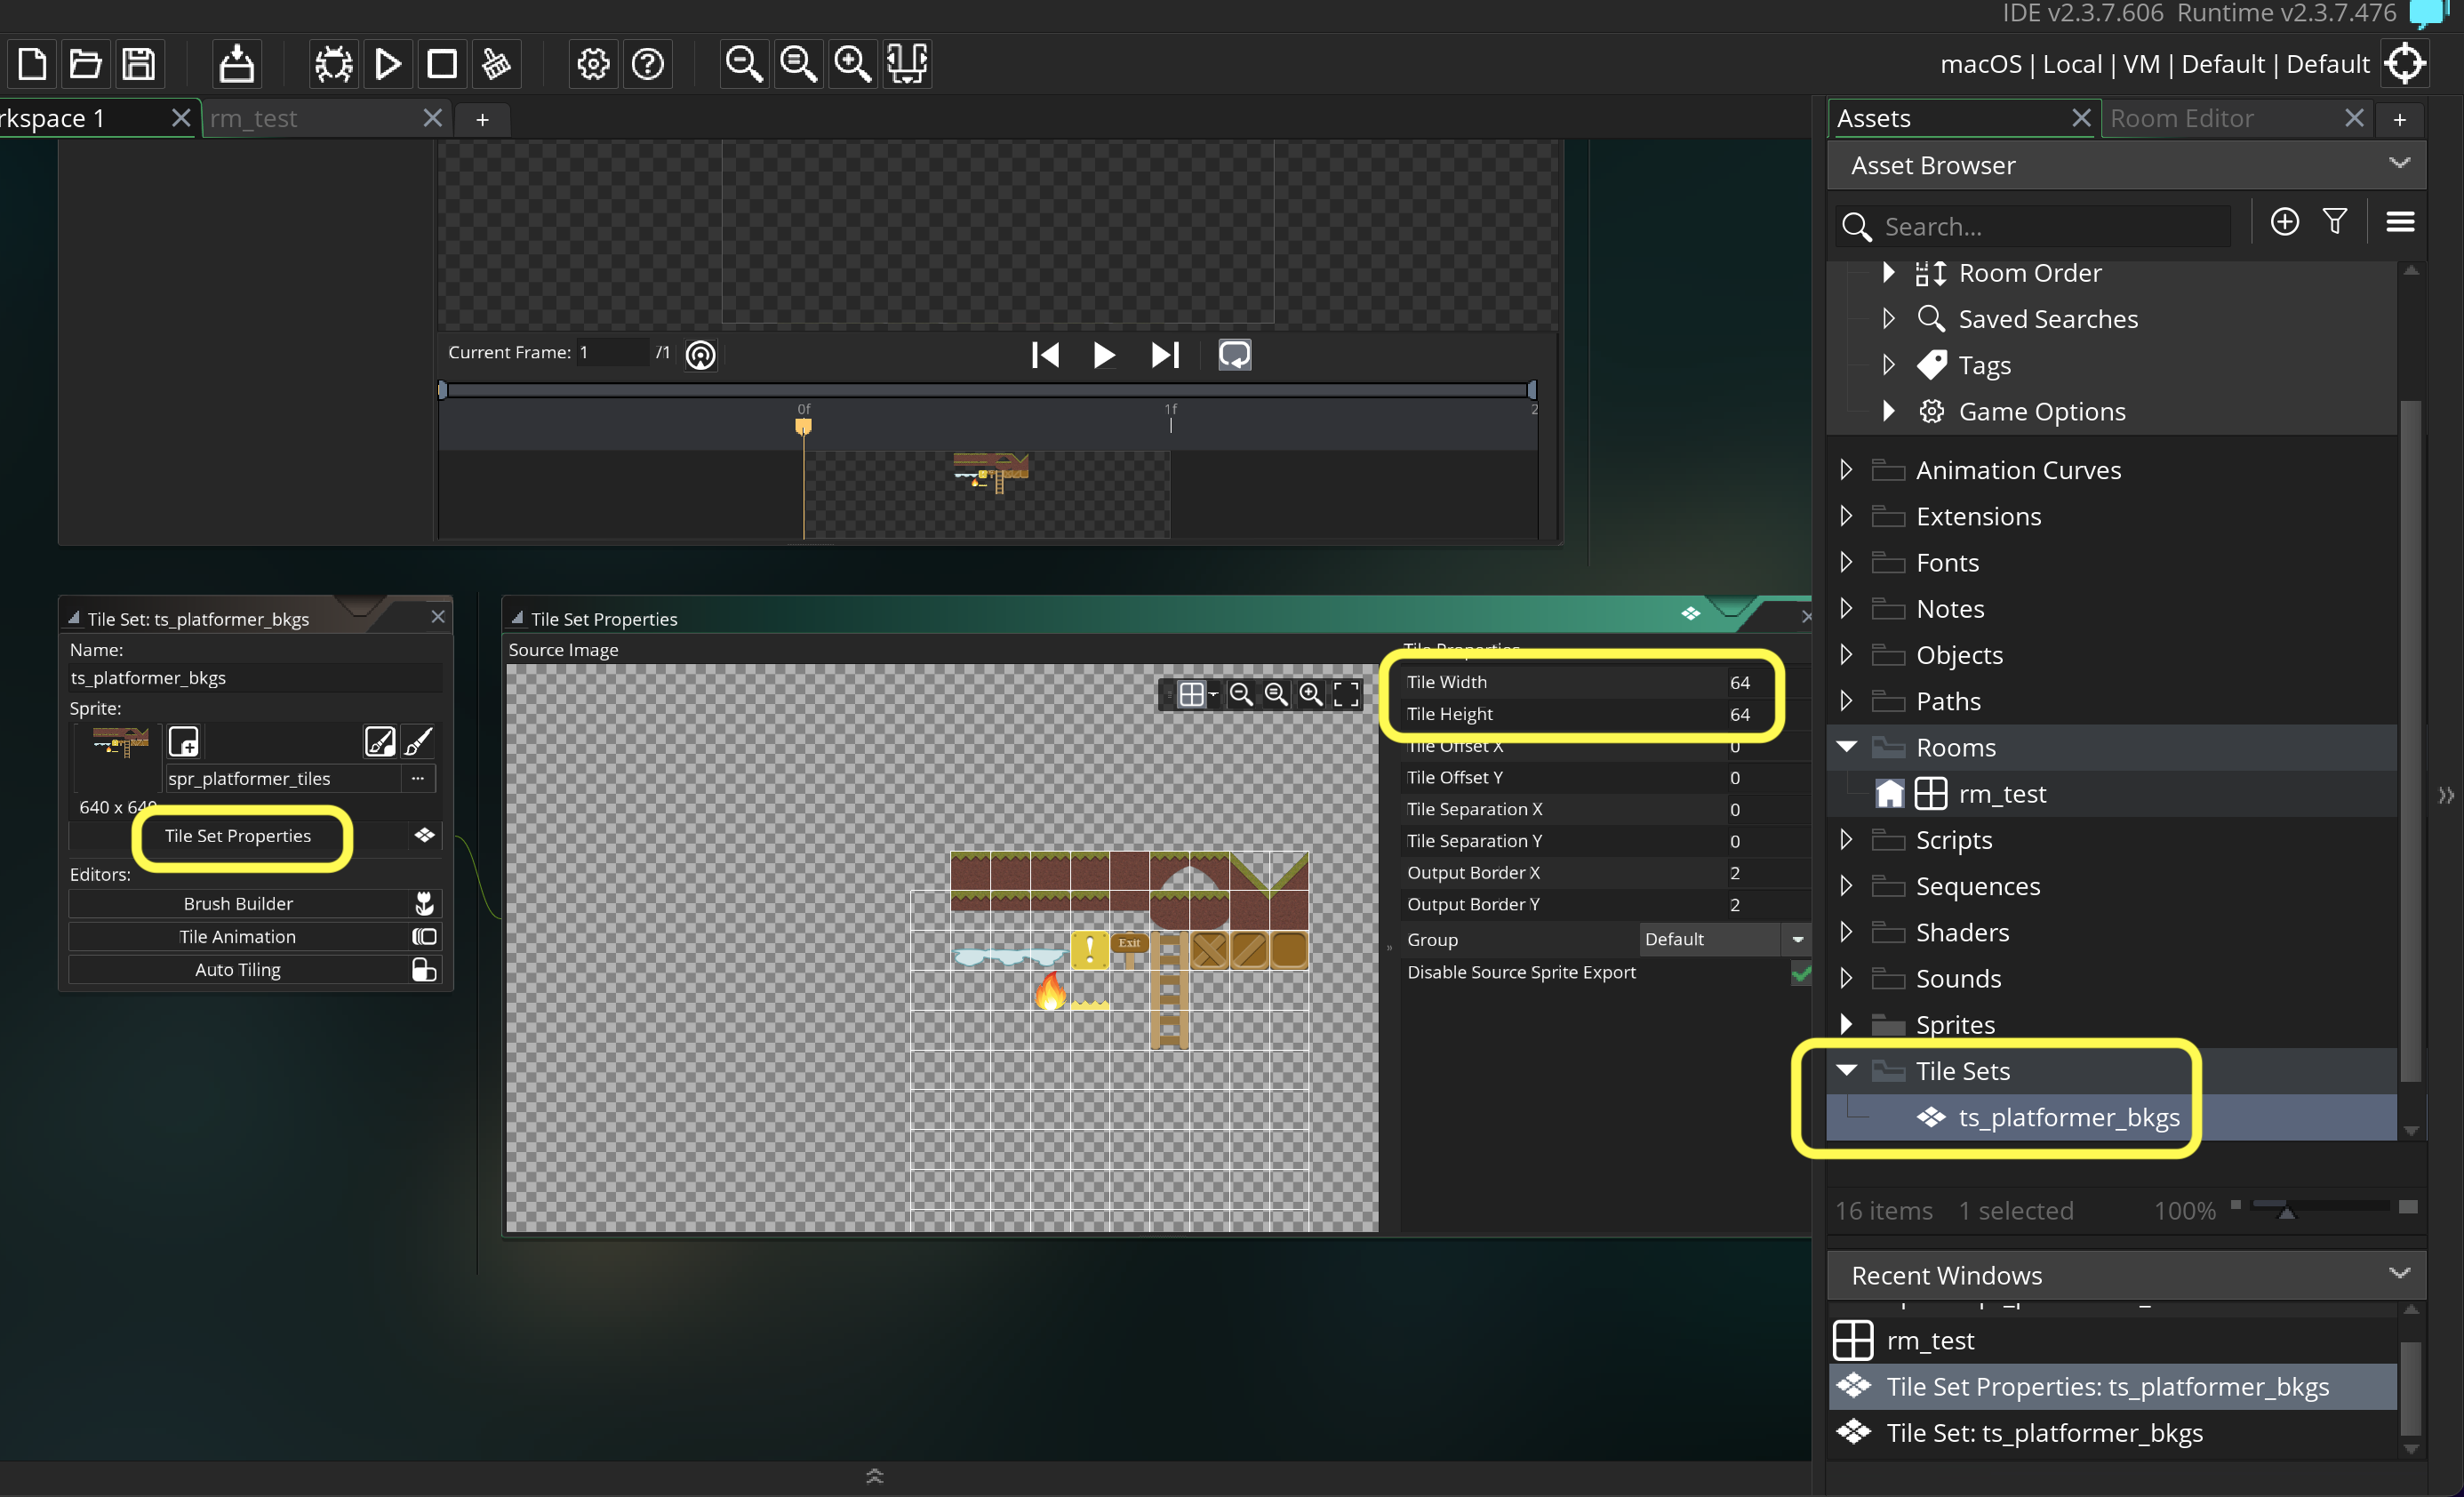 IDE v2.3.7.606 Runtime v2.3.7.476
macOS | Local | VM | Default | Default
rkspace 1
rm_test
+
Assets
Room Editor
+
Asset Browser
Search...
Room Order
Saved Searches
Tags
Game Options
Animation Curves
Extensions
Fonts
Notes
Objects
Paths
Rooms
rm_test
Scripts
Sequences
Shaders
Sounds
Sprites
Tile Sets
ts_platformer_bkgs
16 items 1 selected 100%
Recent Windows
rm_test
Tile Set Properties: ts_platformer_bkgs
Tile Set: ts_platformer_bkgs
Current Frame: 1 /1
0f 1f 2
Tile Set: ts_platformer_bkgs
Name:
ts_platformer_bkgs
Sprite:
spr_platformer_tiles
...
640 x 640
Tile Set Properties
Editors:
Brush Builder
Tile Animation
Auto Tiling
Tile Set Properties
Source Image
Exit
Tile Properties
Tile Width 64
Tile Height 64
Tile Offset X 0
Tile Offset Y 0
Tile Separation X 0
Tile Separation Y 0
Output Border X 2
Output Border Y 2
Group Default
Disable Source Sprite Export